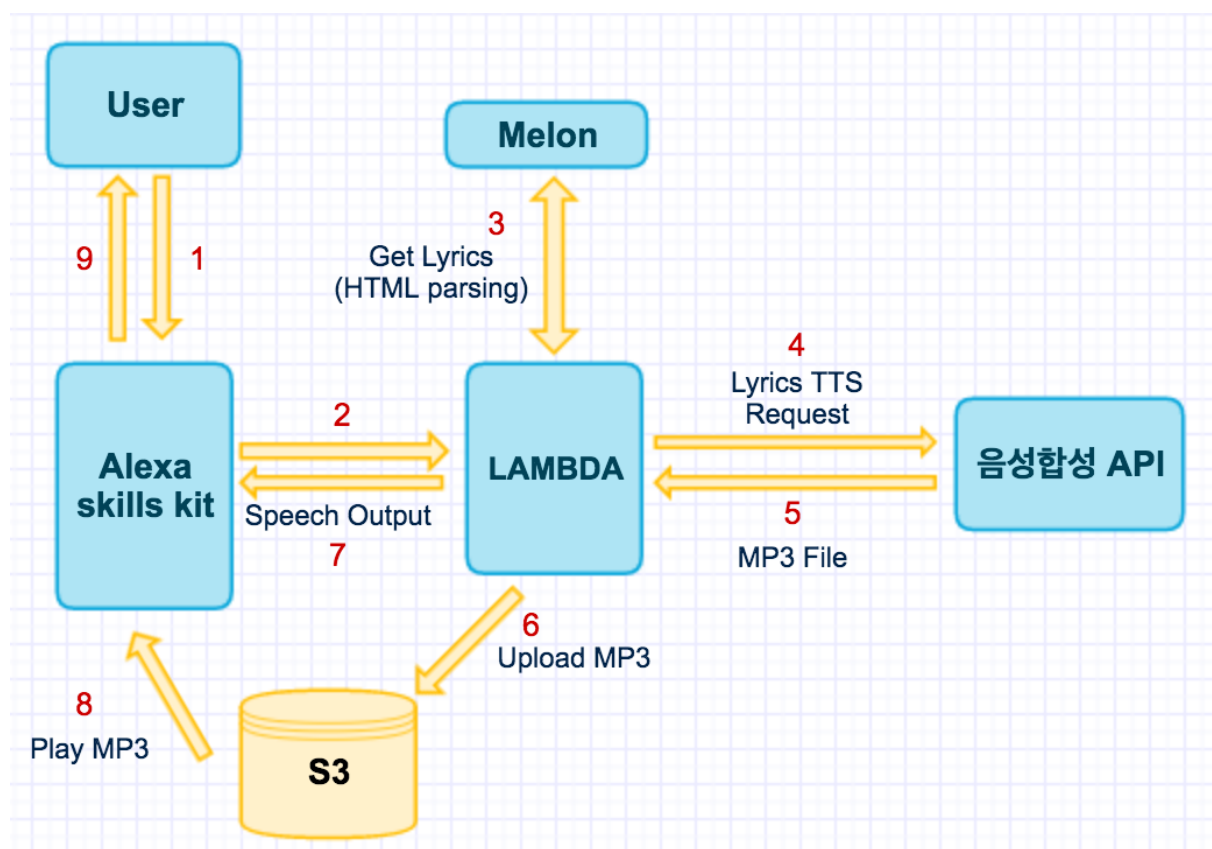 User
Melon
9
1
3
Get Lyrics
(HTML parsing)
4
Lyrics TTS
Request
2
Alexa
skills kit
LAMBDA
음성합성 API
Speech Output
7
5
MP3 File
6
Upload MP3
8
Play MP3
S3